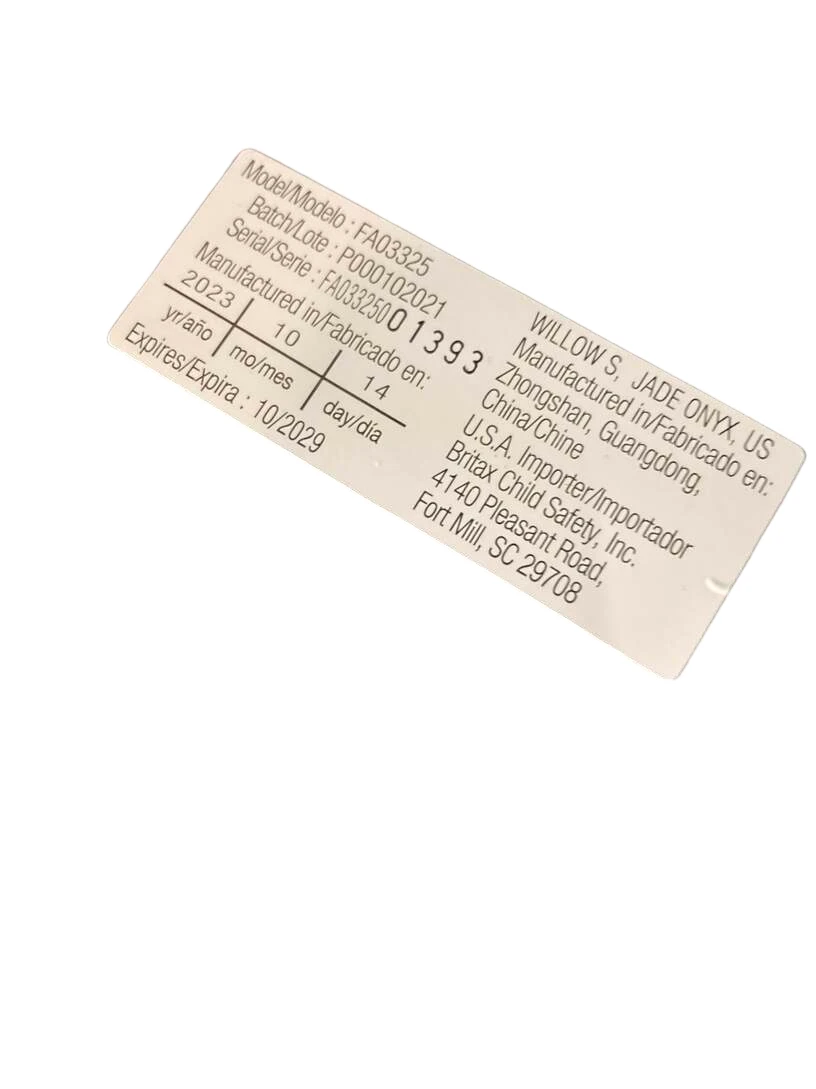 Model/Modelo : FA03325
Batch/Lote : P000102021
Serial/Serie : FA0332500 01393
Manufactured in/Fabricado en:
2023 10 14
yr/año mo/mes day/día
Expires/Expira : 10/2029
WILLOW S, JADE ONYX, US
Manufactured in/Fabricado en:
Zhongshan, Guangdong,
China/Chine
U.S.A. Importer/Importador
Britax Child Safety, Inc.
4140 Pleasant Road,
Fort Mill, SC 29708